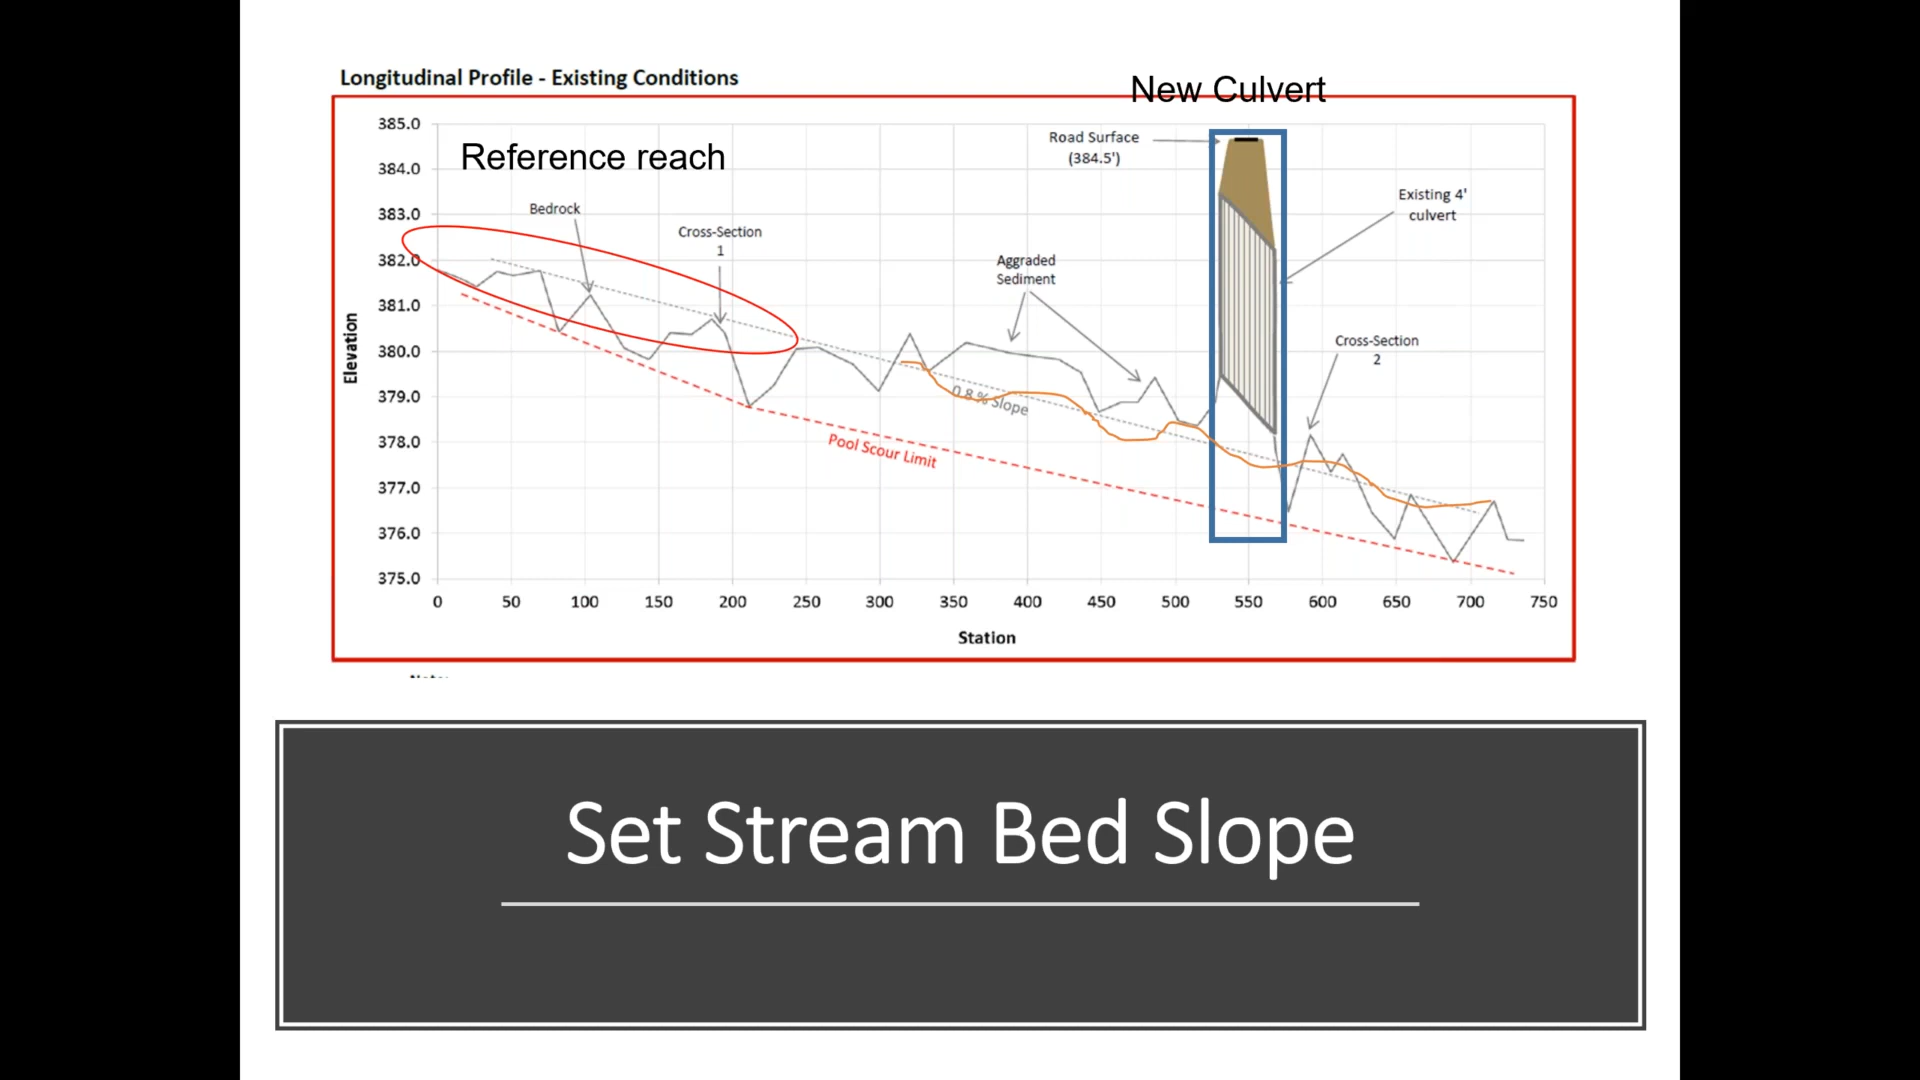 Longitudinal Profile - Existing Conditions
New Culvert
385.0
384.0
383.0
382.0
381.0
380.0
379.0
378.0
377.0
376.0
375.0
Elevation
Reference reach
Bedrock
Cross-Section
1
Aggraded
Sediment
Road Surface
(384.5')
Existing 4'
culvert
Cross-Section
2
0.8 % Slope
Pool Scour Limit
0 50 100 150 200 250 300 350 400 450 500 550 600 650 700 750
Station
Set Stream Bed Slope